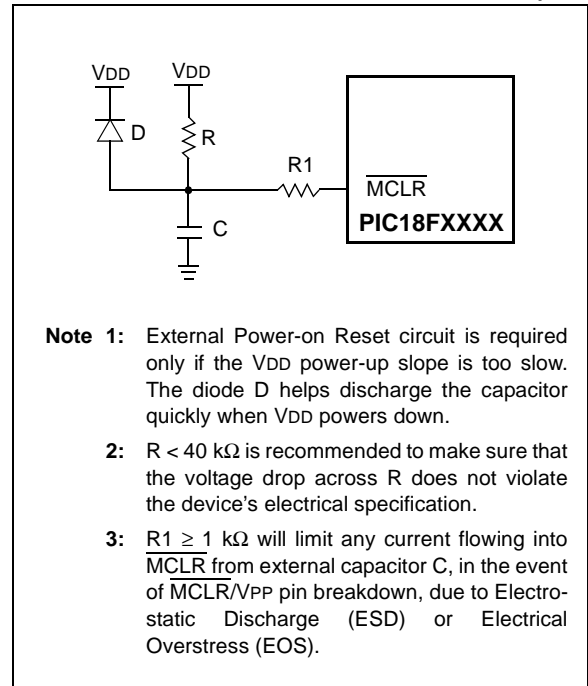 VDD VDD
D
R
R1
C
MCLR
PIC18FXXXX
Note 1: External Power-on Reset circuit is required
only if the VDD power-up slope is too slow.
The diode D helps discharge the capacitor
quickly when VDD powers down.
2: R < 40 kΩ is recommended to make sure that
the voltage drop across R does not violate
the device's electrical specification.
3: R1 ≥ 1 kΩ will limit any current flowing into
MCLR from external capacitor C, in the event
of MCLR/VPP pin breakdown, due to Electro-
static Discharge (ESD) or Electrical
Overstress (EOS).